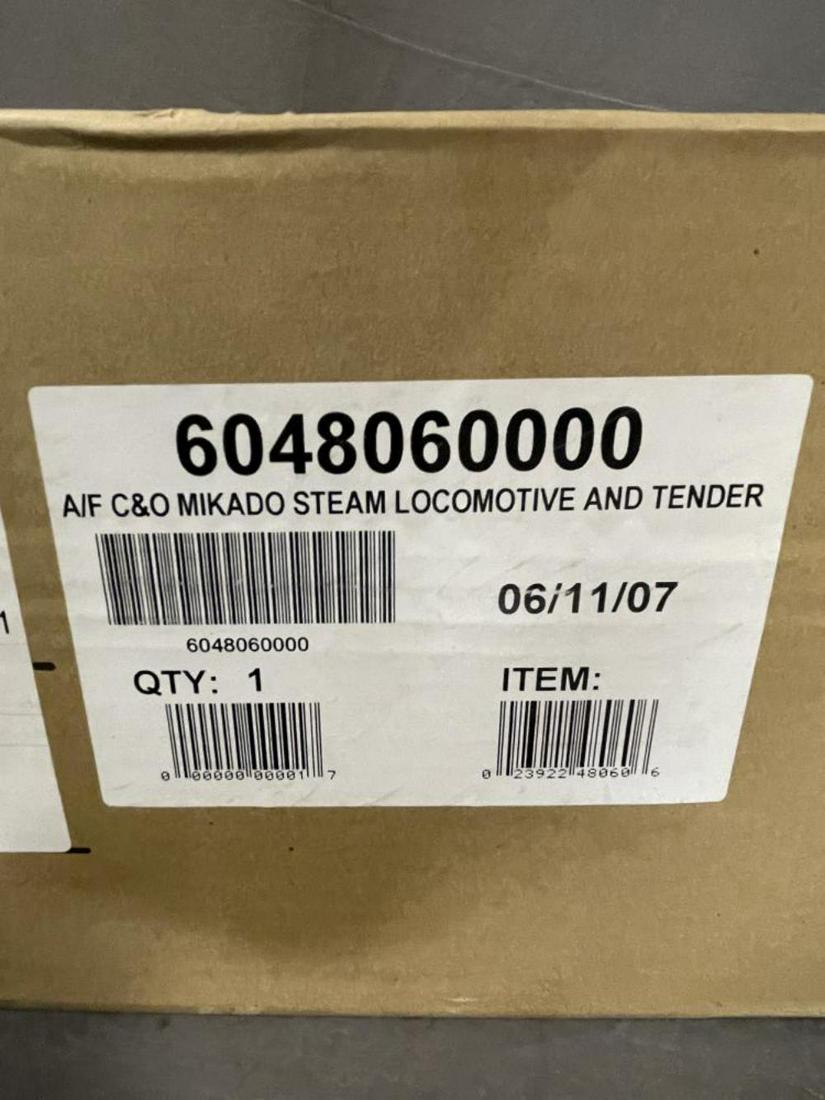 6048060000
A/F C&O MIKADO STEAM LOCOMOTIVE AND TENDER
06/11/07
6048060000
QTY: 1
ITEM:
0 00000 00001 7
0 23922 48060 6
1